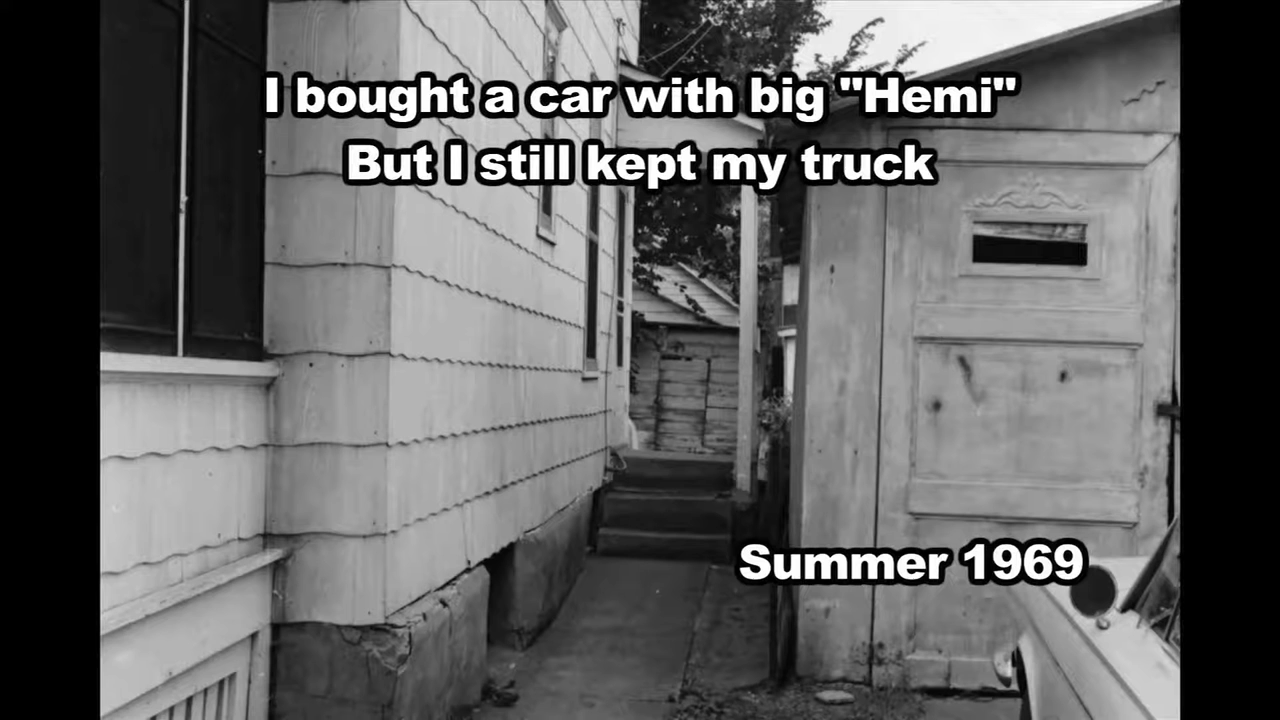 I bought a car with big "Hemi"
But I still kept my truck
Summer 1969